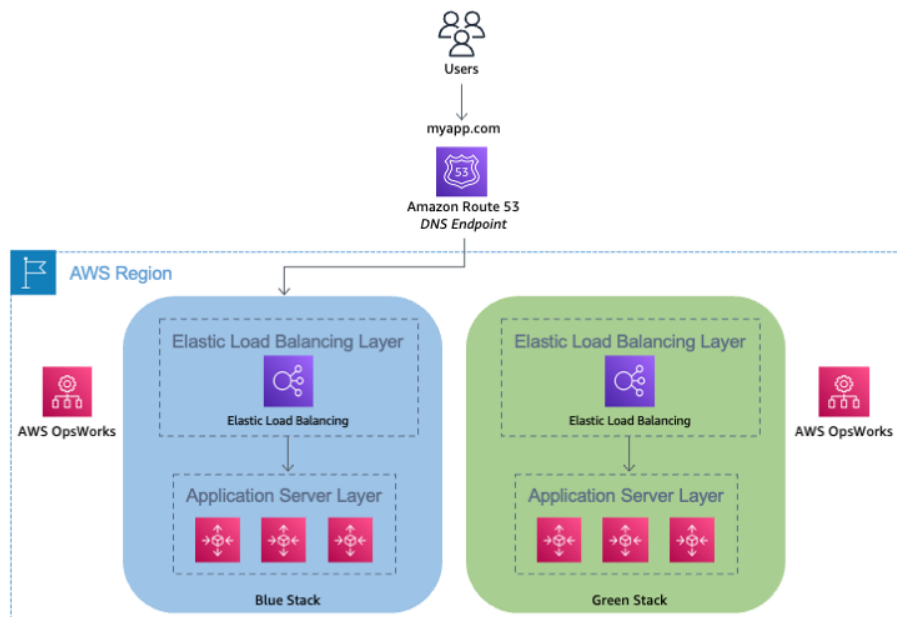 Users
myapp.com
53
Amazon Route 53
DNS Endpoint
AWS Region
Elastic Load Balancing Layer
Elastic Load Balancing
Application Server Layer
Blue Stack
AWS OpsWorks
Elastic Load Balancing Layer
Elastic Load Balancing
Application Server Layer
Green Stack
AWS OpsWorks